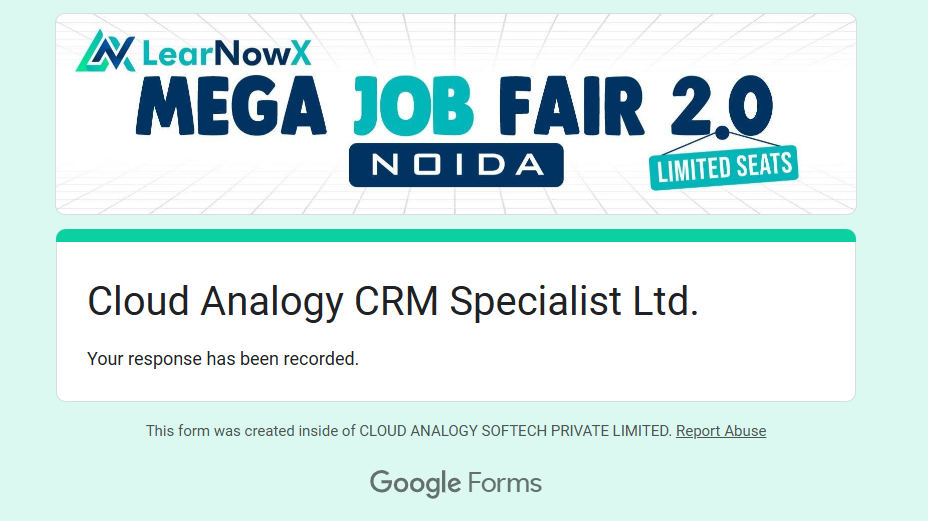 LearNowX
MEGA JOB FAIR 2.0
NOIDA
LIMITED SEATS
Cloud Analogy CRM Specialist Ltd.
Your response has been recorded.
This form was created inside of CLOUD ANALOGY SOFTECH PRIVATE LIMITED. Report Abuse
Google Forms